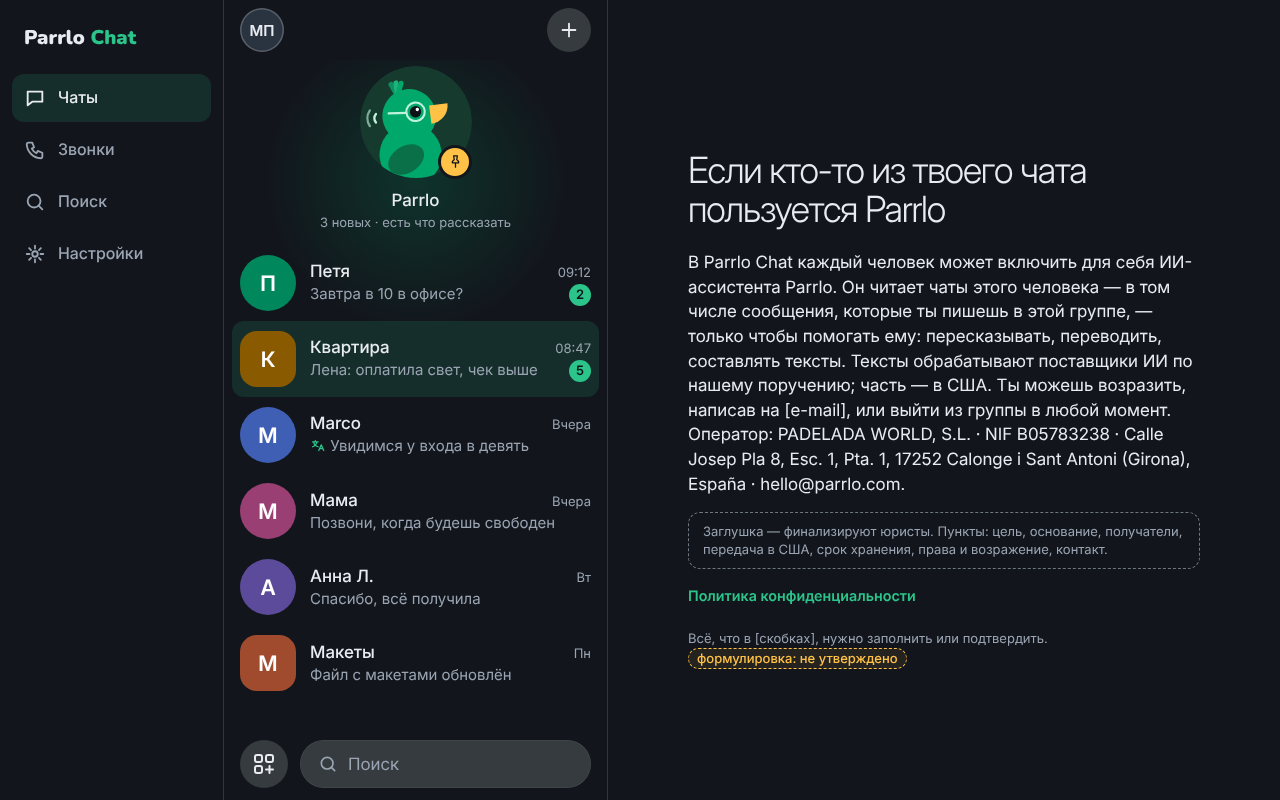 Parrlo Chat
Чаты
Звонки
Поиск
Настройки
МП
Parrlo
3 новых · есть что рассказать
П
Петя
09:12
Завтра в 10 в офисе?
2
К
Квартира
08:47
Лена: оплатила свет, чек выше
5
M
Marco
Вчера
Увидимся у входа в девять
М
Мама
Вчера
Позвони, когда будешь свободен
А
Анна Л.
Вт
Спасибо, всё получила
М
Макеты
Пн
Файл с макетами обновлён
Поиск
Если кто-то из твоего чата
пользуется Parrlo
В Parrlo Chat каждый человек может включить для себя ИИ-
ассистента Parrlo. Он читает чаты этого человека — в том
числе сообщения, которые ты пишешь в этой группе, —
только чтобы помогать ему: пересказывать, переводить,
составлять тексты. Тексты обрабатывают поставщики ИИ по
нашему поручению; часть — в США. Ты можешь возразить,
написав на [e-mail], или выйти из группы в любой момент.
Оператор: PADELADA WORLD, S.L. · NIF B05783238 · Calle
Josep Pla 8, Esc. 1, Pta. 1, 17252 Calonge i Sant Antoni (Girona),
España · hello@parrlo.com.
Заглушка — финализируют юристы. Пункты: цель, основание, получатели,
передача в США, срок хранения, права и возражение, контакт.
Политика конфиденциальности
Всё, что в [скобках], нужно заполнить или подтвердить.
формулировка: не утверждено